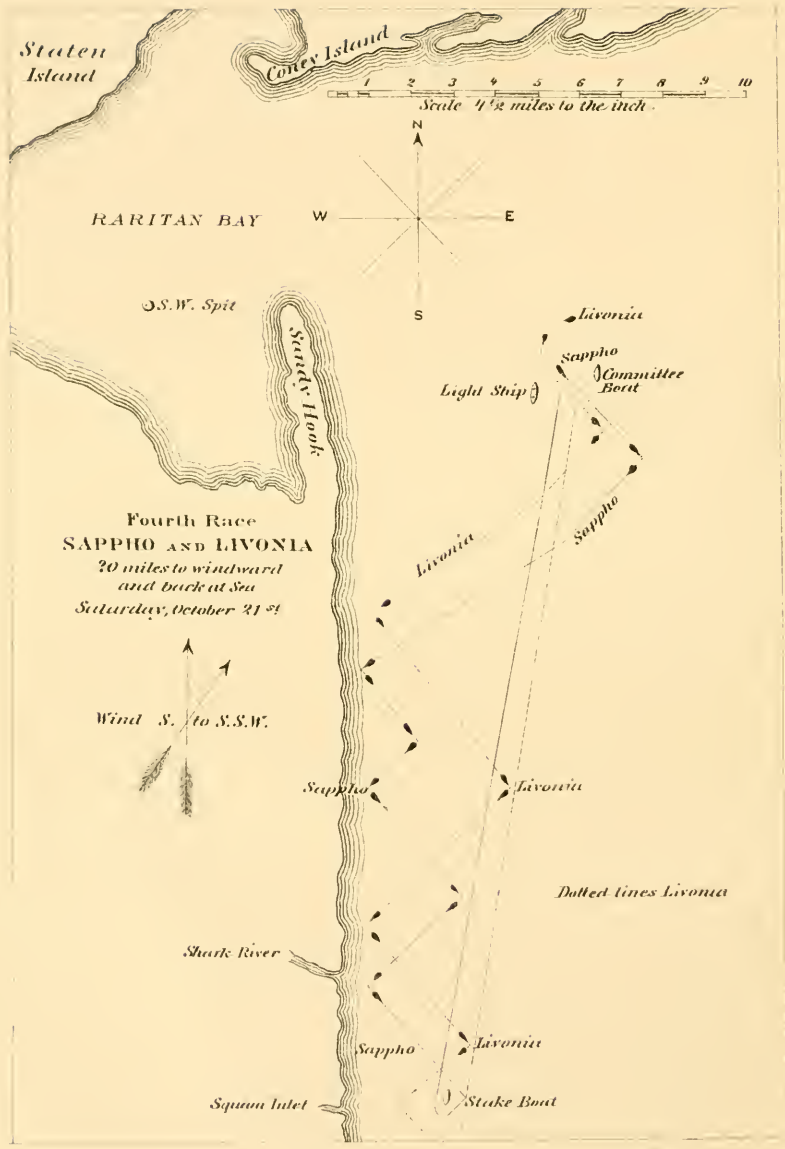 Staten
Island
Coney Island
1 2 3 4 5 6 7 8 9 10
Scale 4 1/2 miles to the inch.
N
W
E
S
RARITAN BAY
S.W. Spit
Sandy Hook
Livonia
Sappho
Committee
Boat
Light Ship
Sappho
Livonia
Fourth Race
SAPPHO AND LIVONIA
20 miles to windward
and back at Sea
Saturday, October 21st
Wind S. to S.S.W.
Sappho
Livonia
Dotted lines Livonia
Shark River
Sappho
Livonia
Squan Inlet
Stake Boat